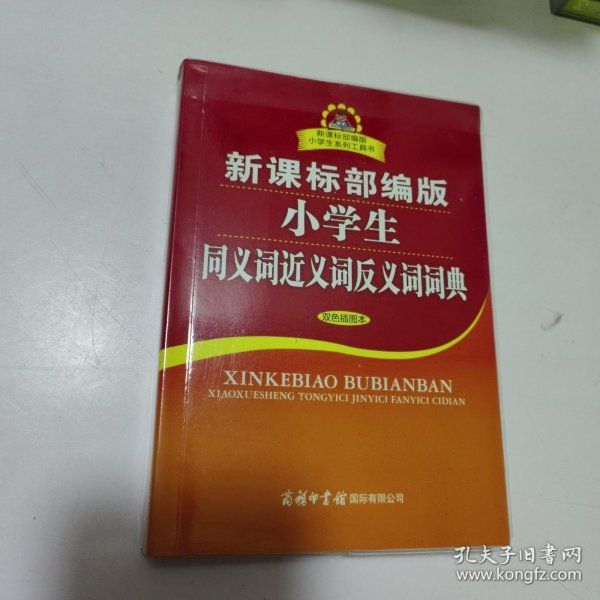 新课标部编版
小学生系列工具书
新课标部编版
小学生
同义词近义词反义词词典
双色插图本
XINKEBIAO BUBIANBAN
XIAOXUESHENG TONGYICI JINYICI FANYICI CIDIAN
商务印书馆国际有限公司
孔夫子旧书网
www.kongfz.com